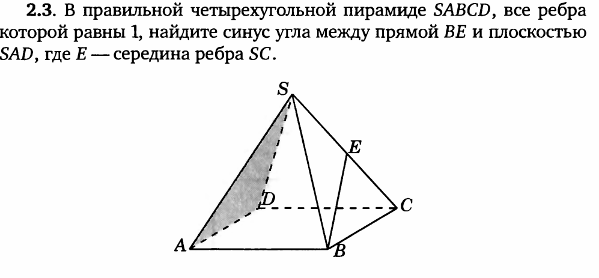 2.3. В правильной четырехугольной пирамиде SABCD, все ребра
которой равны 1, найдите синус угла между прямой BE и плоскостью
SAD, где E — середина ребра SC.
S
E
D
C
A
B